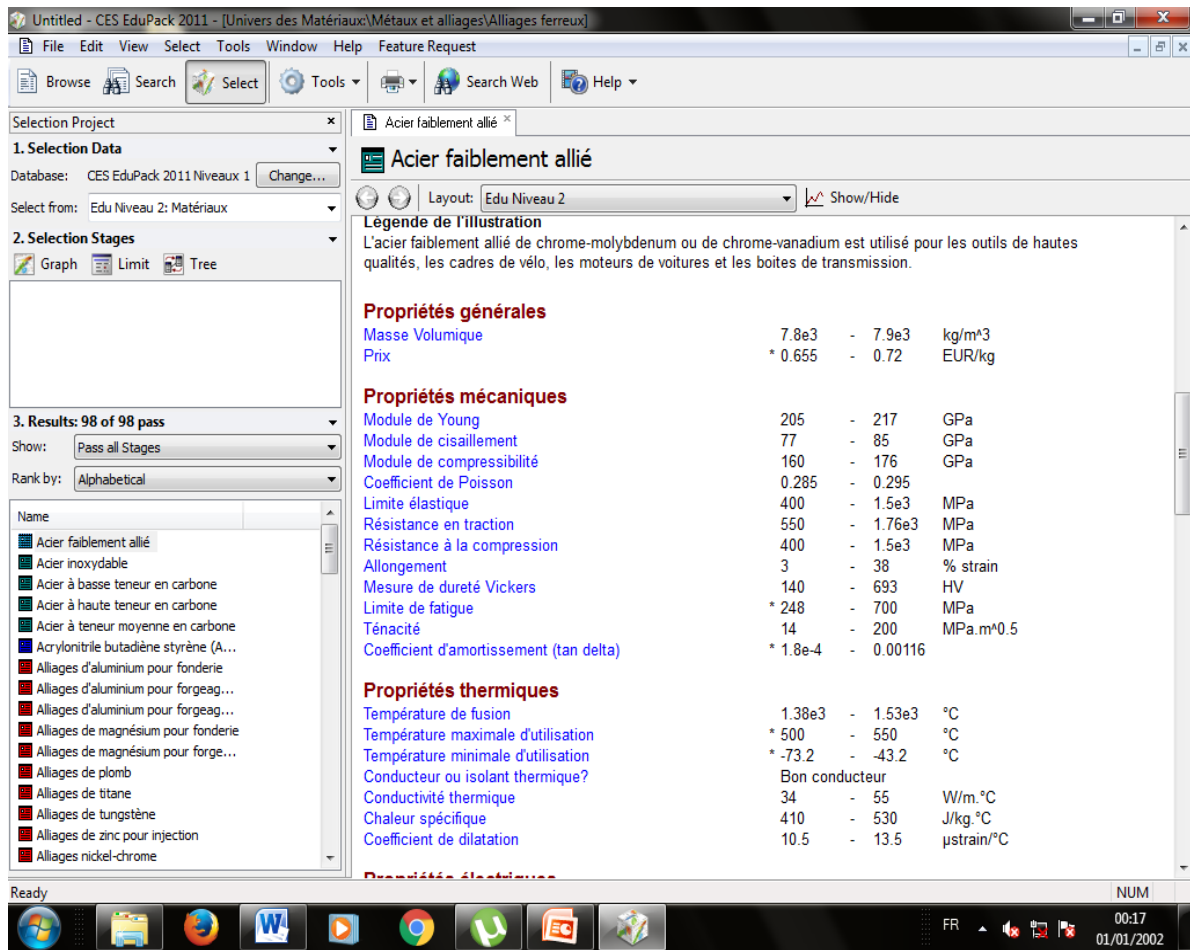 Untitled - CES EduPack 2011 - [Univers des Matériaux:\Métaux et alliages\Alliages ferreux]
File Edit View Select Tools Window Help Feature Request
Browse Search Select Tools Search Web Help
Selection Project
1. Selection Data
Database: CES EduPack 2011 Niveaux 1 Change...
Select from: Edu Niveau 2: Matériaux
2. Selection Stages
Graph Limit Tree
3. Results: 98 of 98 pass
Show: Pass all Stages
Rank by: Alphabetical
Name
Acier faiblement allié
Acier inoxydable
Acier à basse teneur en carbone
Acier à haute teneur en carbone
Acier à teneur moyenne en carbone
Acrylonitrile butadiène styrène (A...
Alliages d'aluminium pour fonderie
Alliages d'aluminium pour forgeag...
Alliages d'aluminium pour forgeag...
Alliages de magnésium pour fonderie
Alliages de magnésium pour forge...
Alliages de plomb
Alliages de titane
Alliages de tungstène
Alliages de zinc pour injection
Alliages nickel-chrome
Acier faiblement allié
Acier faiblement allié
Layout: Edu Niveau 2 Show/Hide
Légende de l'illustration
L'acier faiblement allié de chrome-molybdenum ou de chrome-vanadium est utilisé pour les outils de hautes
qualités, les cadres de vélo, les moteurs de voitures et les boites de transmission.
Propriétés générales
Masse Volumique 7.8e3 - 7.9e3 kg/m^3
Prix * 0.655 - 0.72 EUR/kg
Propriétés mécaniques
Module de Young 205 - 217 GPa
Module de cisaillement 77 - 85 GPa
Module de compressibilité 160 - 176 GPa
Coefficient de Poisson 0.285 - 0.295
Limite élastique 400 - 1.5e3 MPa
Résistance en traction 550 - 1.76e3 MPa
Résistance à la compression 400 - 1.5e3 MPa
Allongement 3 - 38 % strain
Mesure de dureté Vickers 140 - 693 HV
Limite de fatigue * 248 - 700 MPa
Ténacité 14 - 200 MPa.m^0.5
Coefficient d'amortissement (tan delta) * 1.8e-4 - 0.00116
Propriétés thermiques
Température de fusion 1.38e3 - 1.53e3 °C
Température maximale d'utilisation * 500 - 550 °C
Température minimale d'utilisation * -73.2 - -43.2 °C
Conducteur ou isolant thermique? Bon conducteur
Conductivité thermique 34 - 55 W/m.°C
Chaleur spécifique 410 - 530 J/kg.°C
Coefficient de dilatation 10.5 - 13.5 µstrain/°C
Propriétés électriques
Ready NUM
FR 00:17
01/01/2002